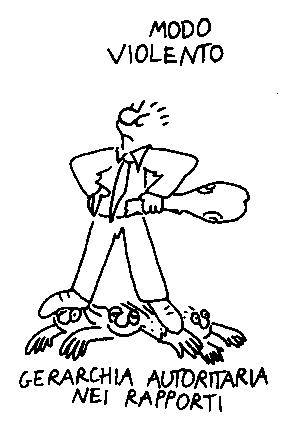 MODO
VIOLENTO
GERARCHIA AUTORITARIA
NEI RAPPORTI